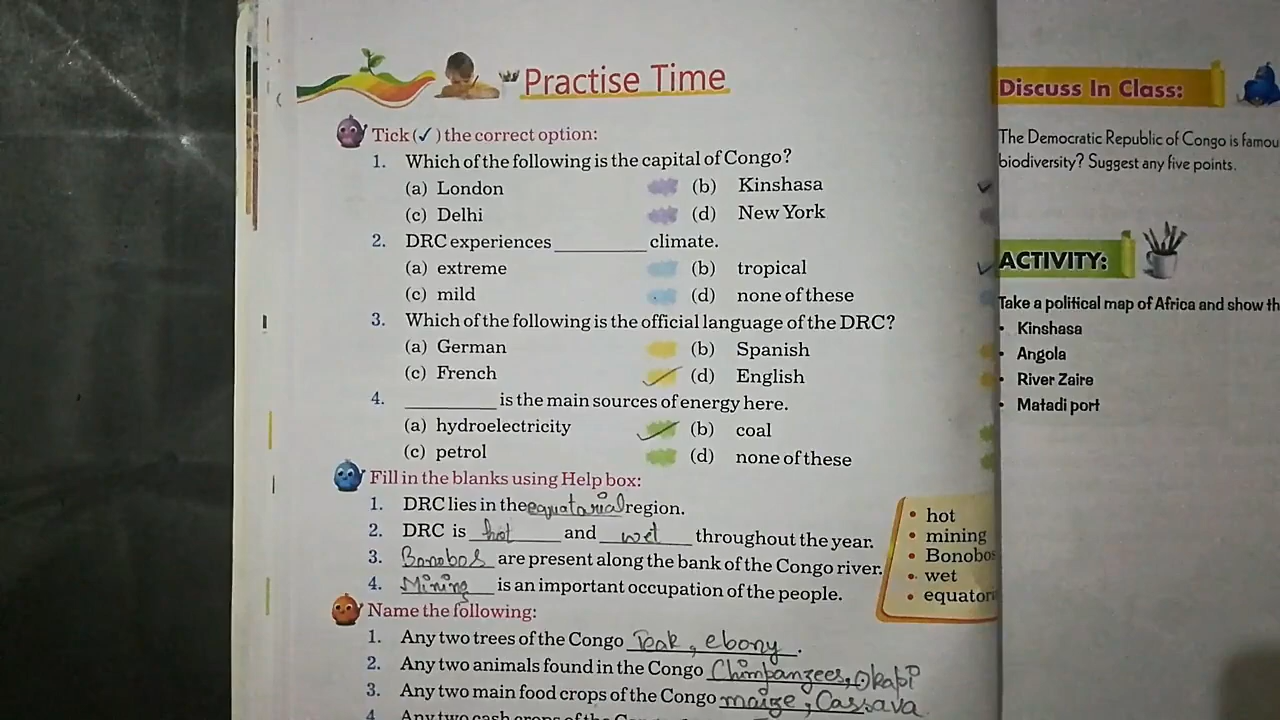 Practise Time
Tick (✓) the correct option:
1. Which of the following is the capital of Congo?
(a) London (b) Kinshasa ✓
(c) Delhi (d) New York
2. DRC experiences __________ climate.
(a) extreme (b) tropical ✓
(c) mild (d) none of these
3. Which of the following is the official language of the DRC?
(a) German (b) Spanish
(c) French ✓ (d) English
4. __________ is the main sources of energy here.
(a) hydroelectricity ✓ (b) coal
(c) petrol (d) none of these
Fill in the blanks using Help box:
1. DRC lies in the equatorial region.
2. DRC is hot and wet throughout the year.
3. Bonobos are present along the bank of the Congo river.
4. Mining is an important occupation of the people.
• hot
• mining
• Bonobos
• wet
• equator
Name the following:
1. Any two trees of the Congo Teak, ebony.
2. Any two animals found in the Congo Chimpanzees, Okapi
3. Any two main food crops of the Congo maize, Cassava
4. Any two cash crops of the
Discuss In Class:
The Democratic Republic of Congo is famou
biodiversity? Suggest any five points.
ACTIVITY:
Take a political map of Africa and show th
• Kinshasa
• Angola
• River Zaire
• Matadi port